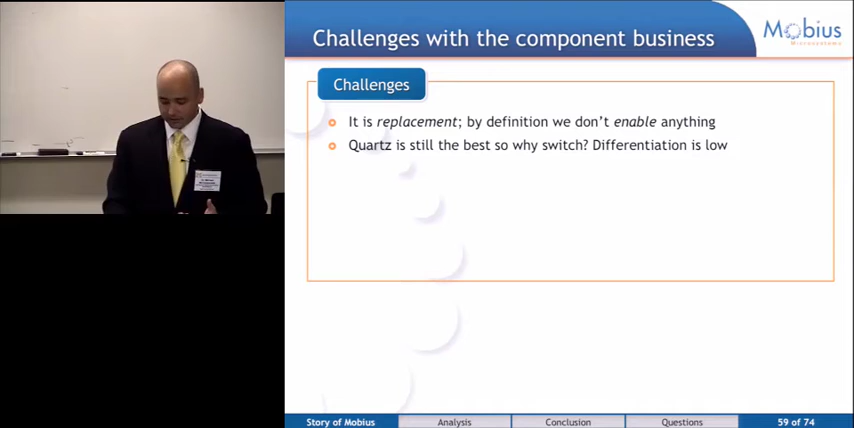 Challenges with the component business
Mobius
Microsystems
Challenges
It is replacement; by definition we don't enable anything
Quartz is still the best so why switch? Differentiation is low
Story of Mobius
Analysis
Conclusion
Questions
59 of 74